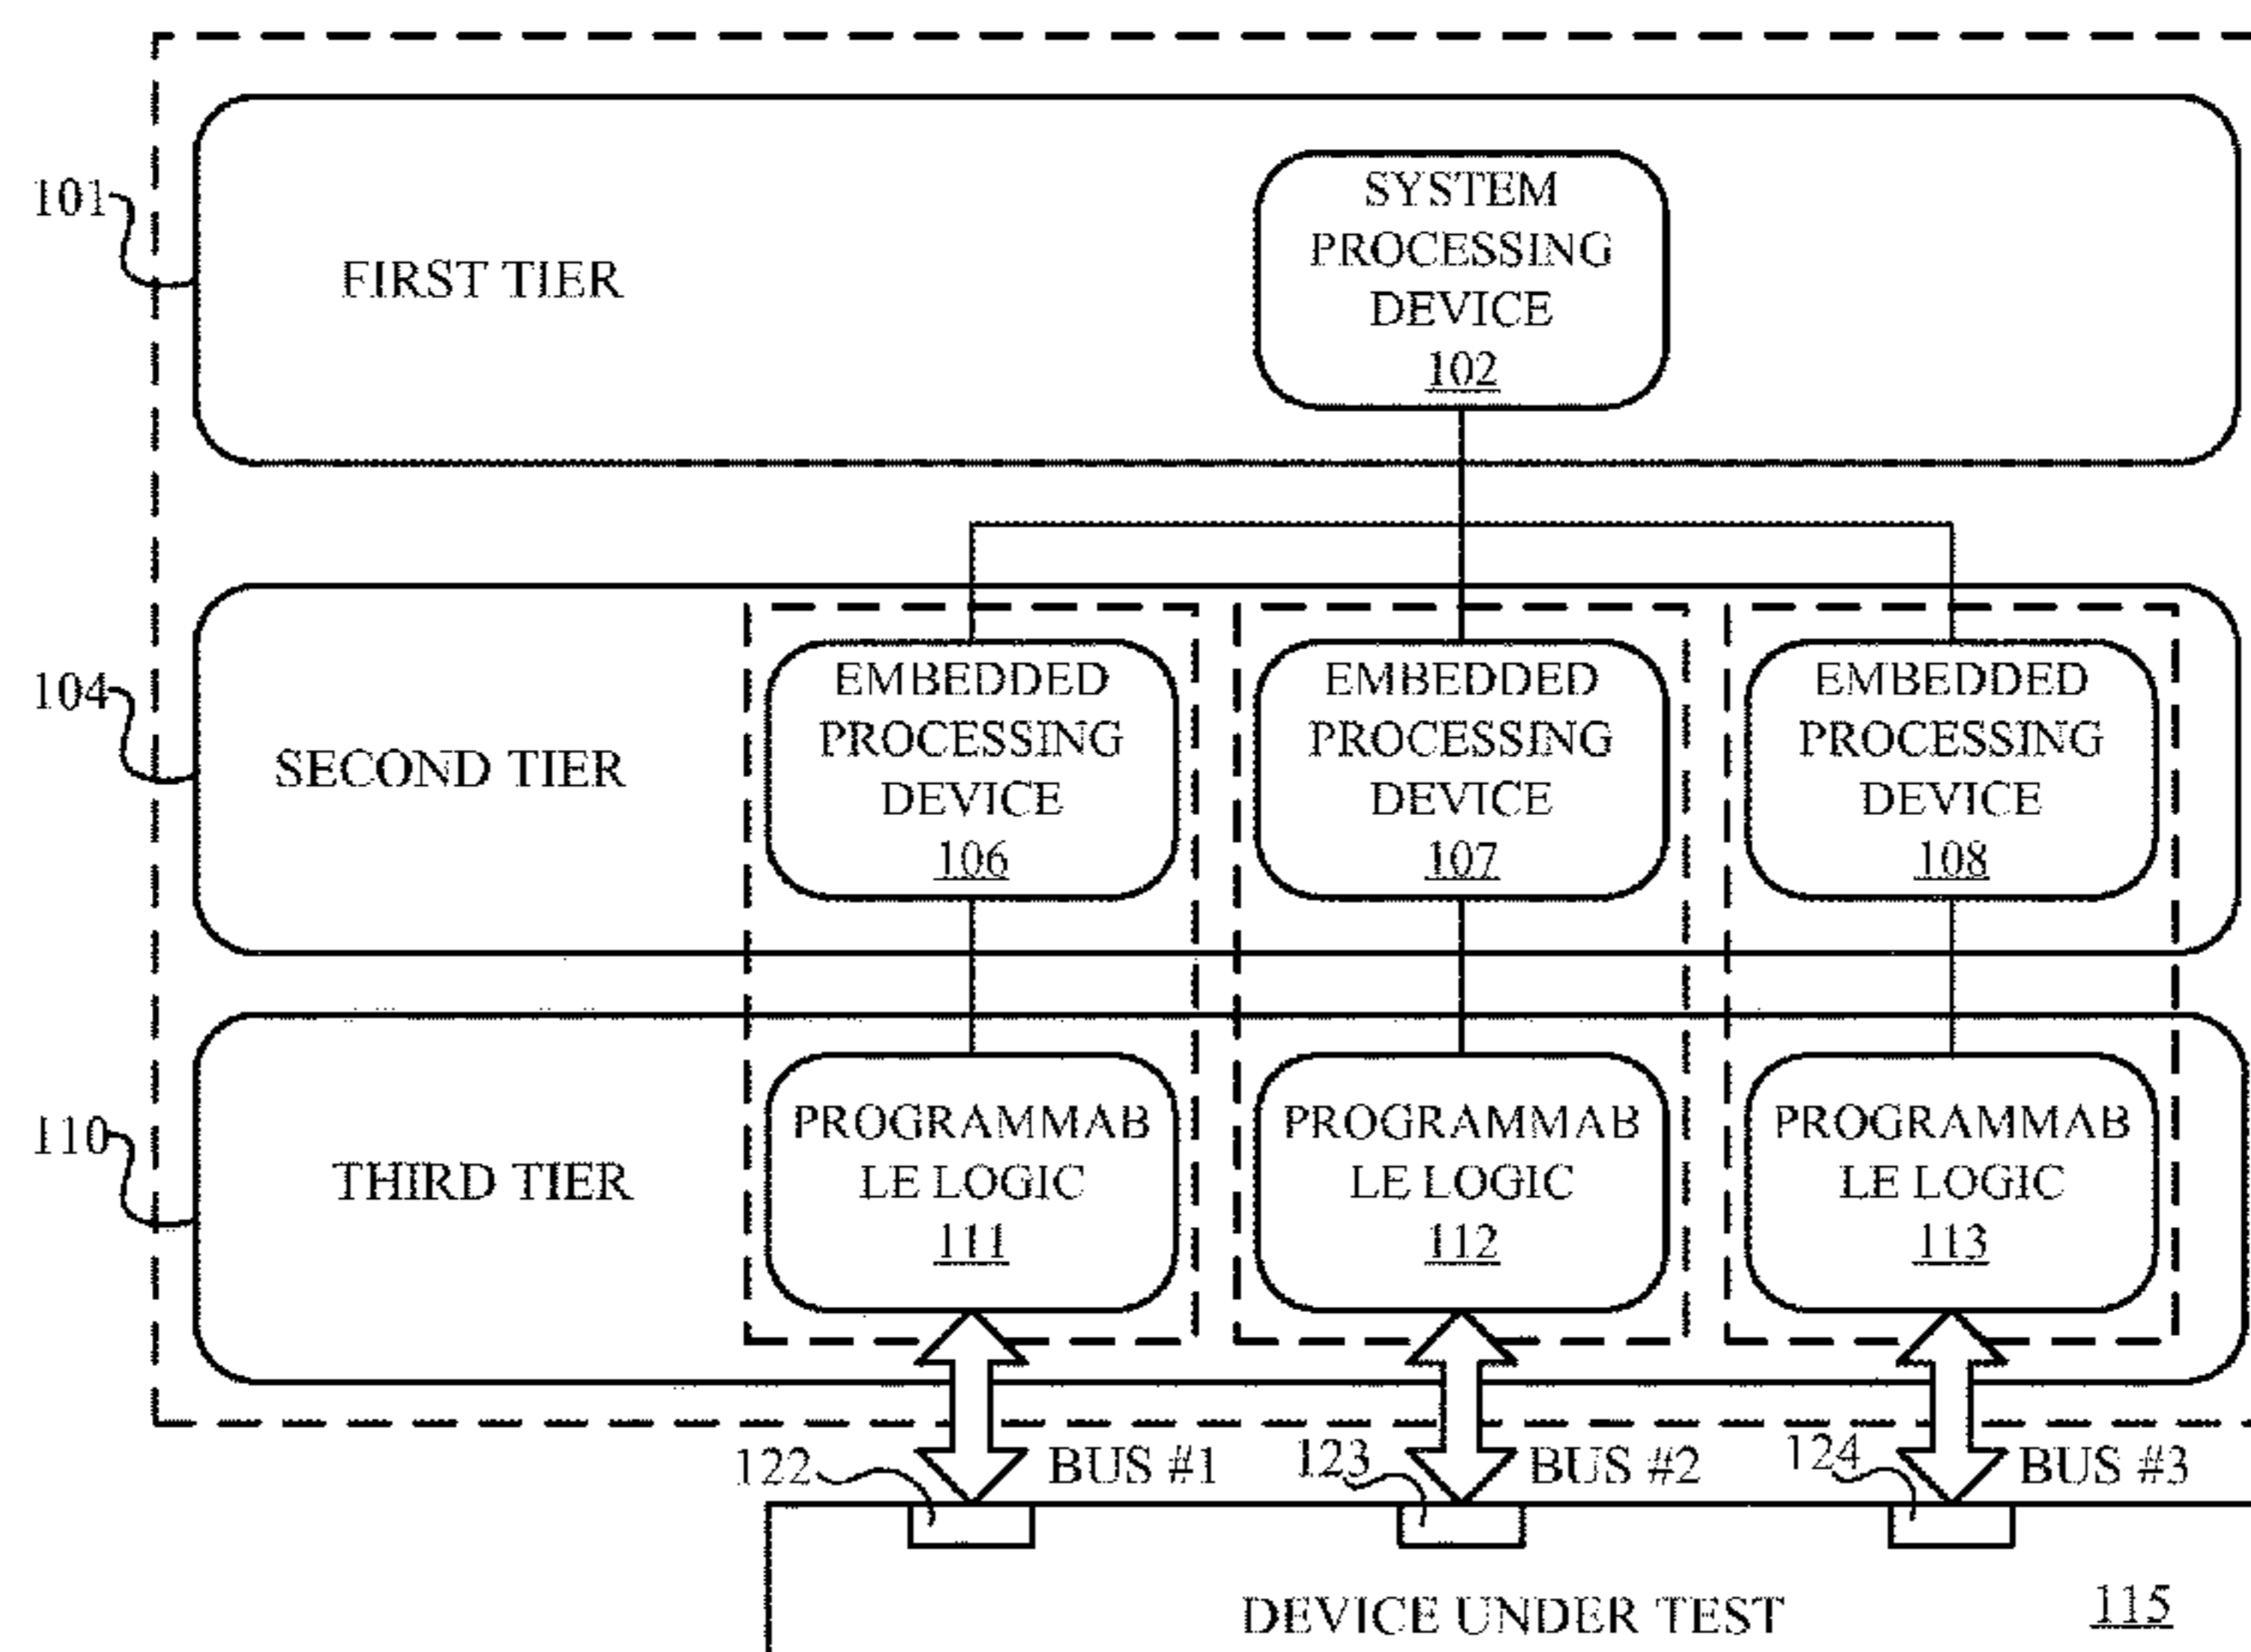 101
FIRST TIER
SYSTEM
PROCESSING
DEVICE
102
104
SECOND TIER
EMBEDDED
PROCESSING
DEVICE
106
EMBEDDED
PROCESSING
DEVICE
107
EMBEDDED
PROCESSING
DEVICE
108
110
THIRD TIER
PROGRAMMAB
LE LOGIC
111
PROGRAMMAB
LE LOGIC
112
PROGRAMMAB
LE LOGIC
113
122
BUS #1
123
BUS #2
124
BUS #3
DEVICE UNDER TEST
115